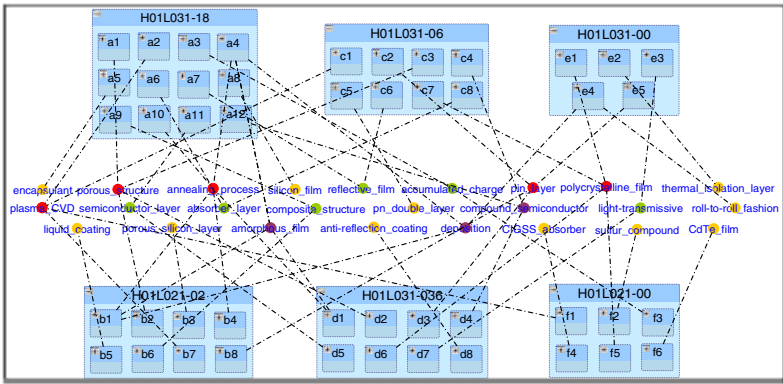 H01L031-18 H01L031-06 H01L031-00
a1 a2 a3 a4 c1 c2 c3 c4 e1 e2 e3
a5 a6 a7 a8 c5 c6 c7 c8 e4 e5
a9 a10 a11 a12
encapsulant porous_structure annealing_process silicon_film reflective_film accumulated_charge pin_layer polycrystalline_film thermal_isolation_layer
plasma_CVD semiconductor_layer absorber_layer composite_structure pn_double_layer compound_semiconductor light-transmissive roll-to-roll_fashion
liquid_coating porous_silicon_layer amorphous_film anti-reflection_coating deposition CIGSS_absorber sulfur_compound CdTe_film
H01L021-02 H01L031-036 H01L021-00
b1 b2 b3 b4 d1 d2 d3 d4 f1 f2 f3
b5 b6 b7 b8 d5 d6 d7 d8 f4 f5 f6